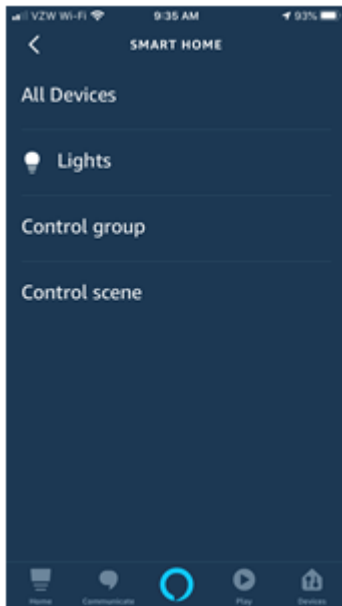 VZW Wi-Fi 9:35 AM 93%
SMART HOME
All Devices
Lights
Control group
Control scene
Home Communicate Play Devices